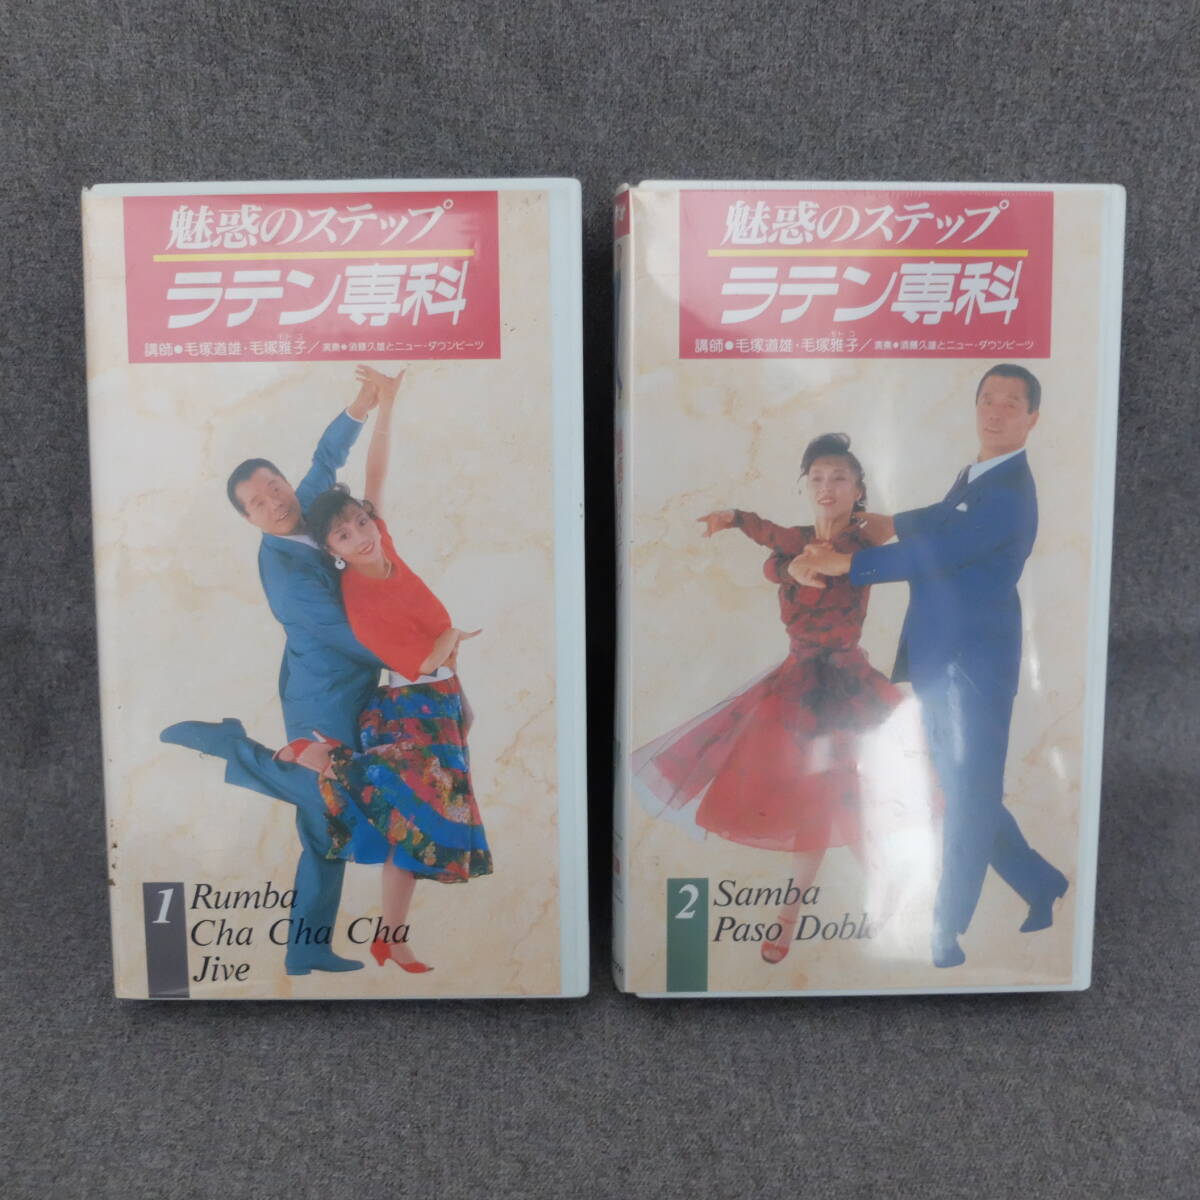 魅惑のステップ
ラテン専科
講師●毛塚道雄・毛塚雅子／演奏●須藤久雄とニュー・ダウンビーツ
1
Rumba
Cha Cha Cha
Jive
魅惑のステップ
ラテン専科
講師●毛塚道雄・毛塚雅子／演奏●須藤久雄とニュー・ダウンビーツ
2
Samba
Paso Doble